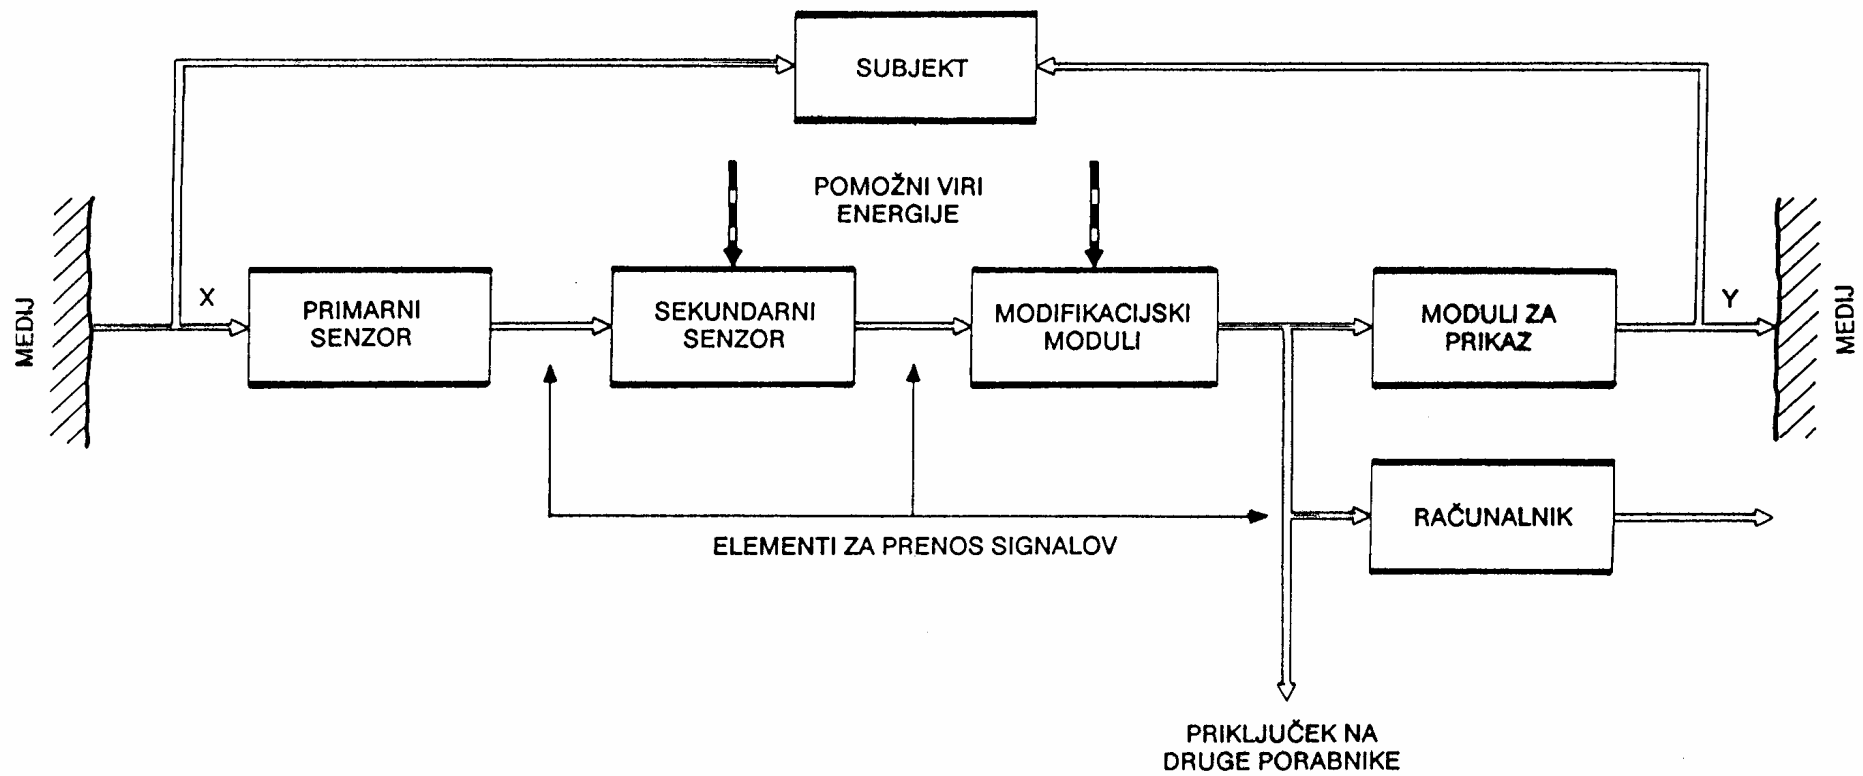 SUBJEKT
POMOŽNI VIRI
ENERGIJE
MEDIJ
X
PRIMARNI
SENZOR
SEKUNDARNI
SENZOR
MODIFIKACIJSKI
MODULI
MODULI ZA
PRIKAZ
Y
MEDIJ
RAČUNALNIK
ELEMENTI ZA PRENOS SIGNALOV
PRIKLJUČEK NA
DRUGE PORABNIKE